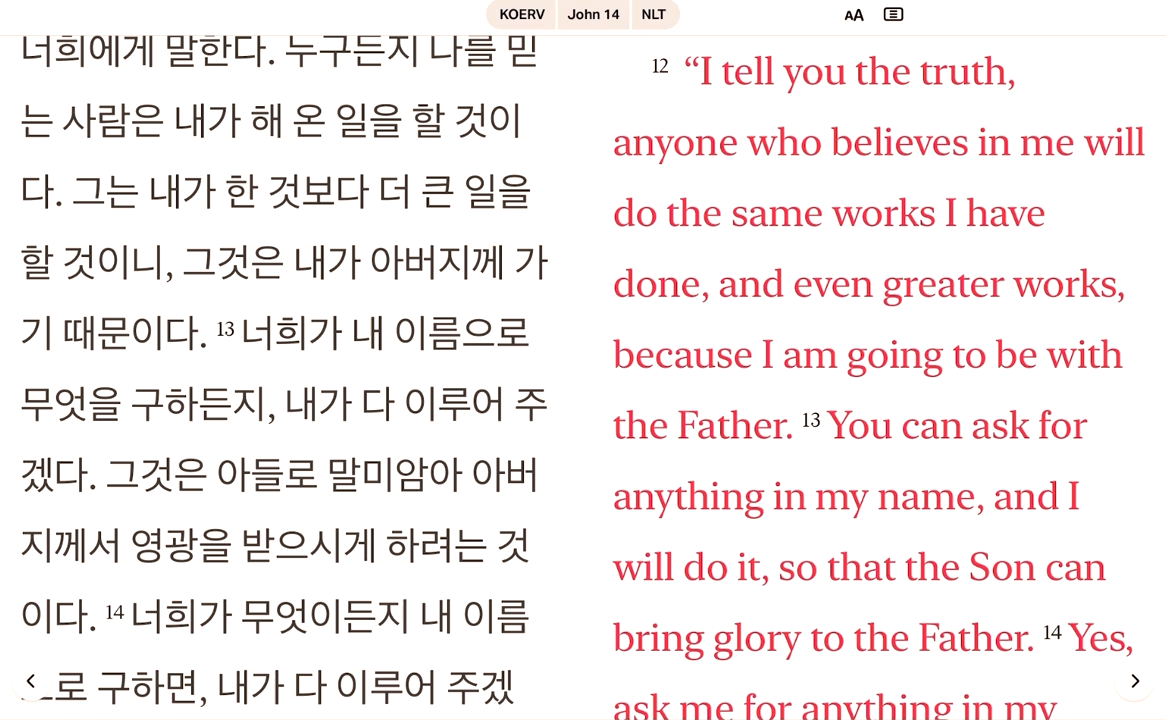 KOERV John 14 NLT AA
너희에게 말한다. 누구든지 나를 믿
는 사람은 내가 해 온 일을 할 것이
다. 그는 내가 한 것보다 더 큰 일을
할 것이니, 그것은 내가 아버지께 가
기 때문이다. 13 너희가 내 이름으로
무엇을 구하든지, 내가 다 이루어 주
겠다. 그것은 아들로 말미암아 아버
지께서 영광을 받으시게 하려는 것
이다. 14 너희가 무엇이든지 내 이름
로 구하면, 내가 다 이루어 주겠
12 “I tell you the truth,
anyone who believes in me will
do the same works I have
done, and even greater works,
because I am going to be with
the Father. 13 You can ask for
anything in my name, and I
will do it, so that the Son can
bring glory to the Father. 14 Yes,
ask me for anything in my